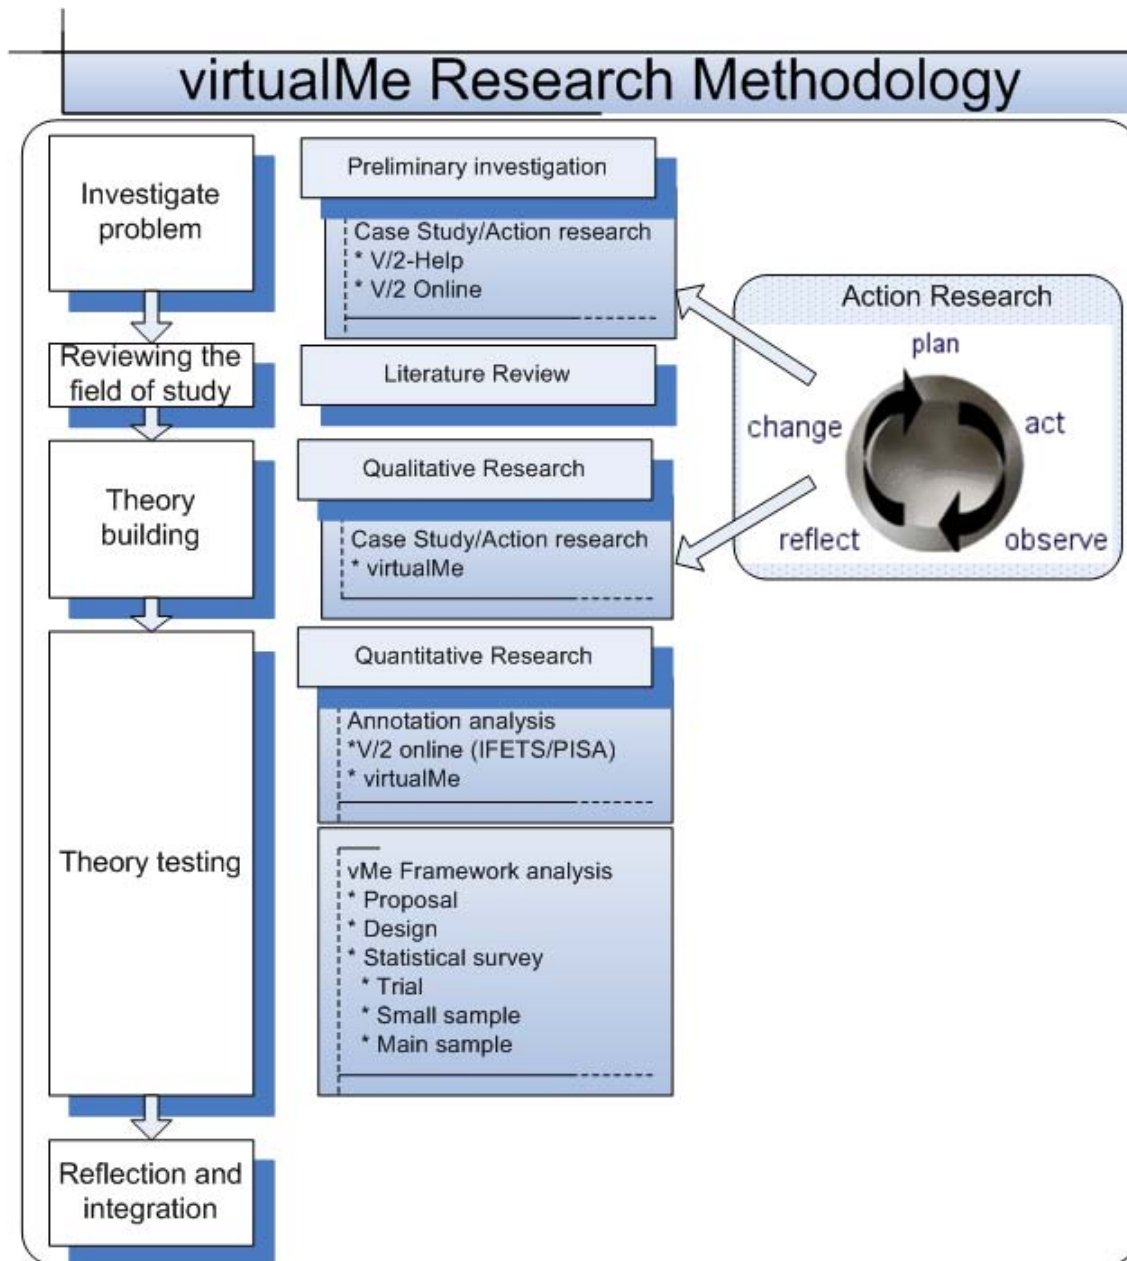 virtualMe Research Methodology
Investigate
problem
Preliminary investigation
Case Study/Action research
* V/2-Help
* V/2 Online
Action Research
plan
change
act
reflect
observe
Reviewing the
field of study
Literature Review
Theory
building
Qualitative Research
Case Study/Action research
* virtualMe
Theory testing
Quantitative Research
Annotation analysis
*V/2 online (IFETS/PISA)
* virtualMe
vMe Framework analysis
* Proposal
* Design
* Statistical survey
* Trial
* Small sample
* Main sample
Reflection and
integration